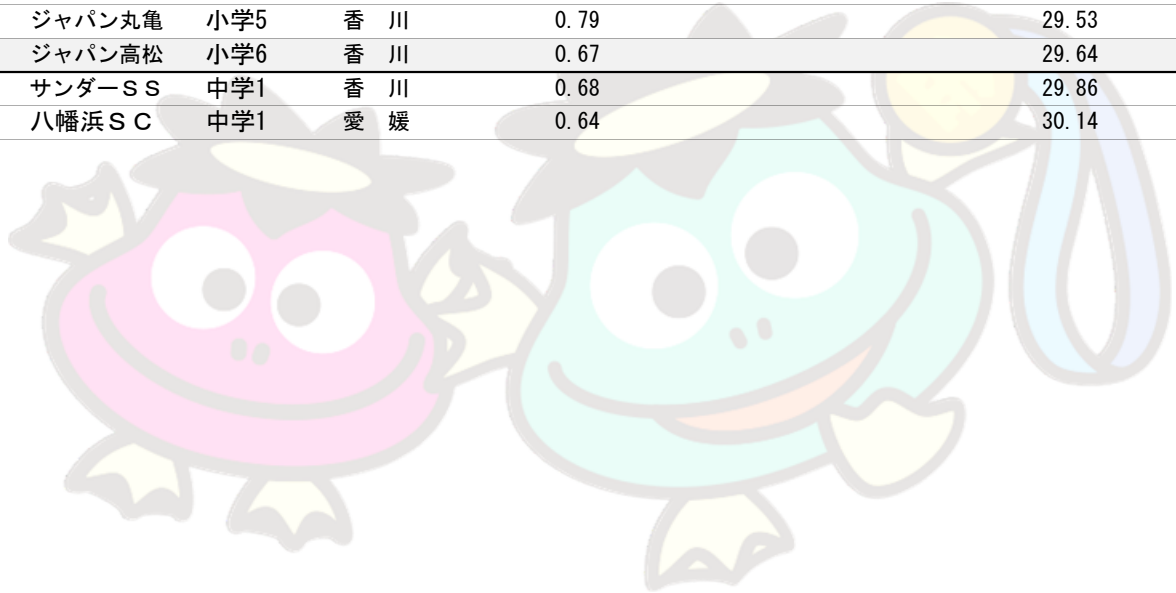 ジャパン丸亀 小学5 香 川 0.79 29.53
ジャパン高松 小学6 香 川 0.67 29.64
サンダーＳＳ 中学1 香 川 0.68 29.86
八幡浜ＳＣ 中学1 愛 媛 0.64 30.14